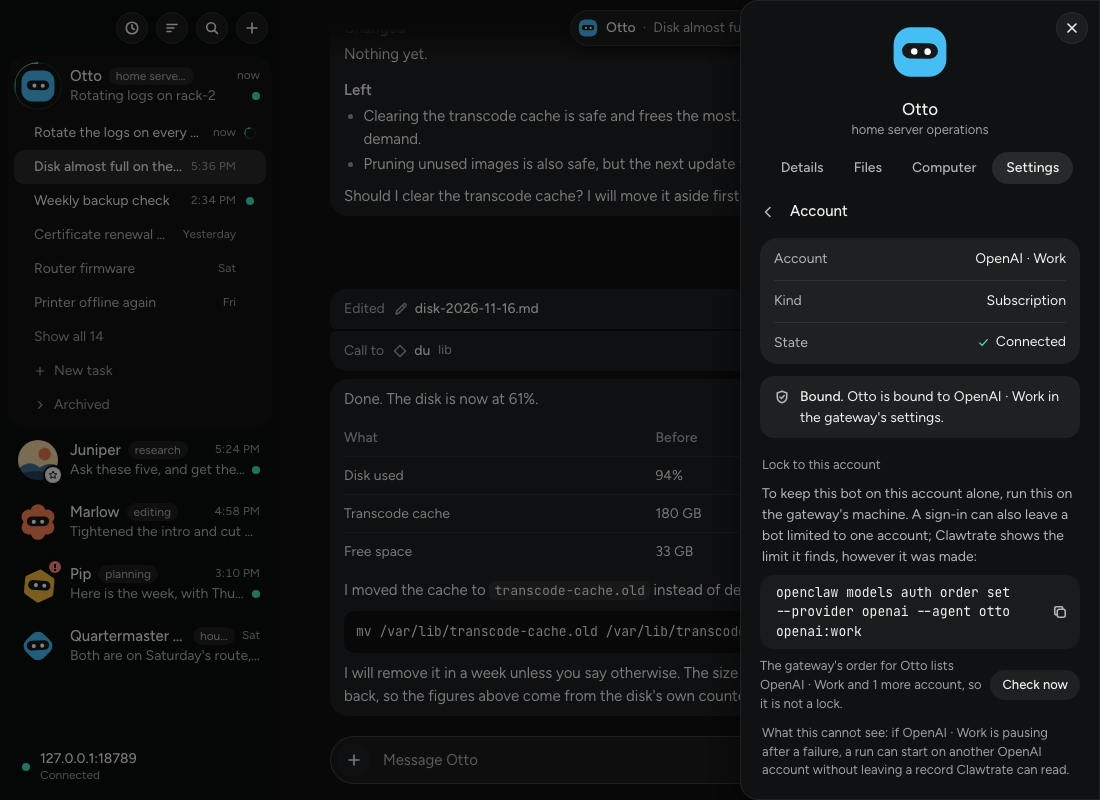 Otto
home serve...
now
Rotating logs on rack-2
Rotate the logs on every ...
now
Disk almost full on the...
5:36 PM
Weekly backup check
2:34 PM
Certificate renewal ...
Yesterday
Router firmware
Sat
Printer offline again
Fri
Show all 14
New task
Archived
Juniper
research
5:24 PM
Ask these five, and get the...
Marlow
editing
4:58 PM
Tightened the intro and cut ...
Pip
planning
3:10 PM
Here is the week, with Thu...
Quartermaster ...
hou...
Sat
Both are on Saturday's route,...
127.0.0.1:18789
Connected
Otto · Disk almost fu
Changed
Nothing yet.
Left
Clearing the transcode cache is safe and frees the most.
demand.
Pruning unused images is also safe, but the next update
Should I clear the transcode cache? I will move it aside first
Edited
disk-2026-11-16.md
Call to
du lib
Done. The disk is now at 61%.
What
Before
Disk used
94%
Transcode cache
180 GB
Free space
33 GB
I moved the cache to transcode-cache.old instead of de
mv /var/lib/transcode-cache.old /var/lib/transcod
I will remove it in a week unless you say otherwise. The size
back, so the figures above come from the disk's own count
Message Otto
Otto
home server operations
Details
Files
Computer
Settings
Account
Account
OpenAI · Work
Kind
Subscription
State
Connected
Bound. Otto is bound to OpenAI · Work in
the gateway's settings.
Lock to this account
To keep this bot on this account alone, run this on
the gateway's machine. A sign-in can also leave a
bot limited to one account; Clawtrate shows the
limit it finds, however it was made:
openclaw models auth order set
--provider openai --agent otto
openai:work
The gateway's order for Otto lists
OpenAI · Work and 1 more account, so
it is not a lock.
Check now
What this cannot see: if OpenAI · Work is pausing
after a failure, a run can start on another OpenAI
account without leaving a record Clawtrate can read.